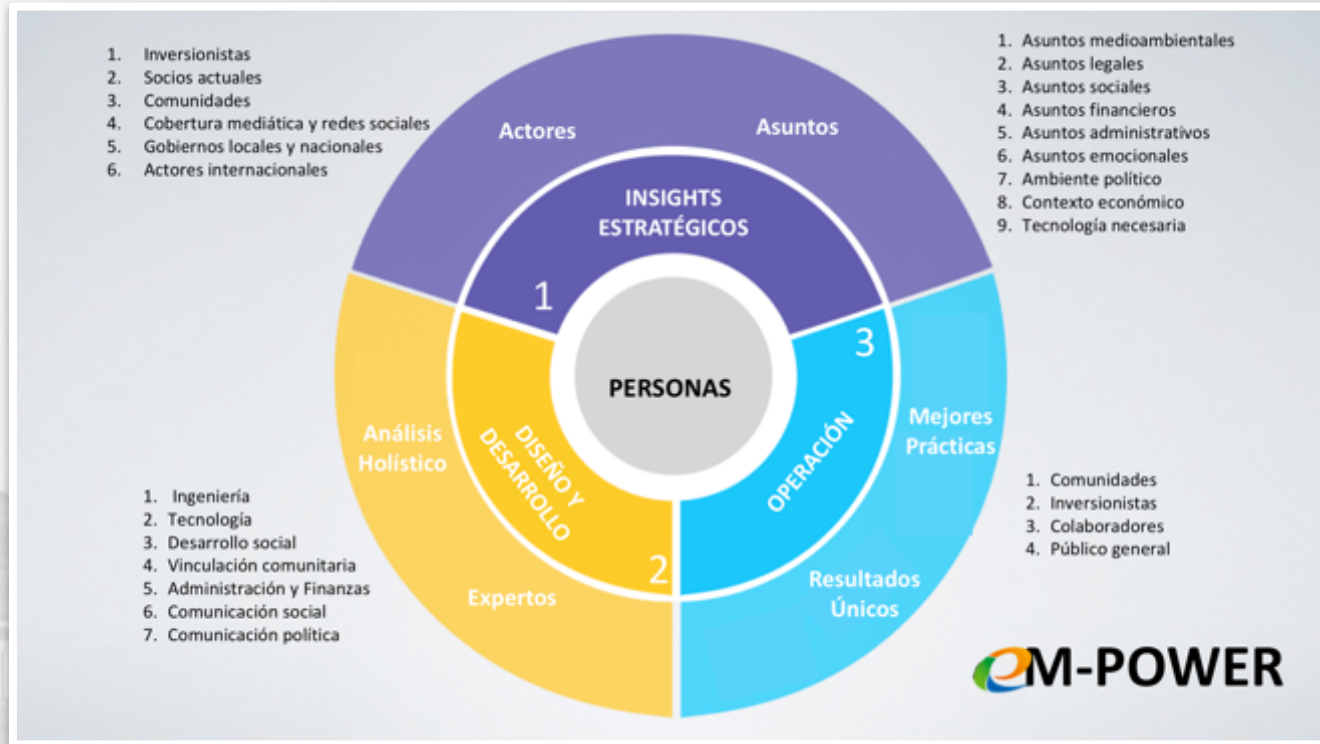 1. Inversionistas
2. Socios actuales
3. Comunidades
4. Cobertura mediática y redes sociales
5. Gobiernos locales y nacionales
6. Actores internacionales
1. Asuntos medioambientales
2. Asuntos legales
3. Asuntos sociales
4. Asuntos financieros
5. Asuntos administrativos
6. Asuntos emocionales
7. Ambiente político
8. Contexto económico
9. Tecnología necesaria
Actores
Asuntos
INSIGHTS
ESTRATÉGICOS
1
PERSONAS
3
OPERACIÓN
Mejores
Prácticas
Resultados
Únicos
Análisis
Holístico
DISEÑO Y
DESARROLLO
2
Expertos
1. Ingeniería
2. Tecnología
3. Desarrollo social
4. Vinculación comunitaria
5. Administración y Finanzas
6. Comunicación social
7. Comunicación política
1. Comunidades
2. Inversionistas
3. Colaboradores
4. Público general
eM-POWER